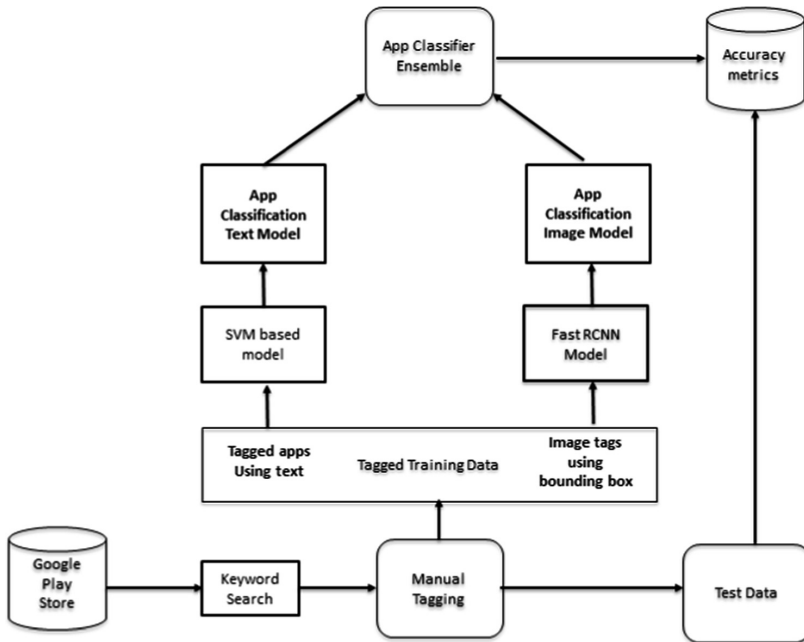 App Classifier
Ensemble
Accuracy
metrics
App
Classification
Text Model
App
Classification
Image Model
SVM based
model
Fast RCNN
Model
Tagged apps
Using text
Tagged Training Data
Image tags
using
bounding box
Google
Play
Store
Keyword
Search
Manual
Tagging
Test Data